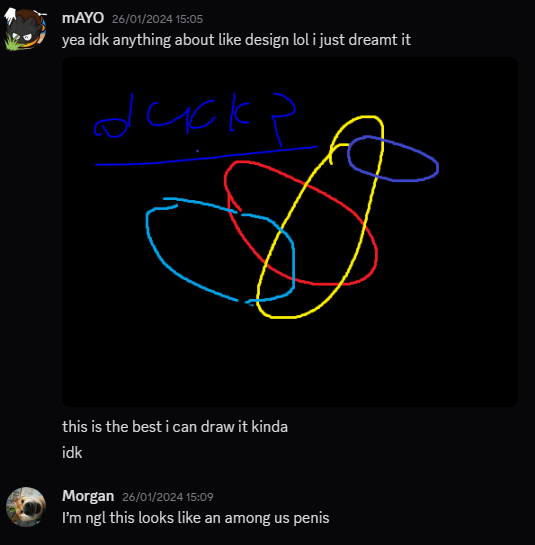 mAYO 26/01/2024 15:05
yea idk anything about like design lol i just dreamt it
duck?
this is the best i can draw it kinda
idk
Morgan 26/01/2024 15:09
I'm ngl this looks like an among us penis